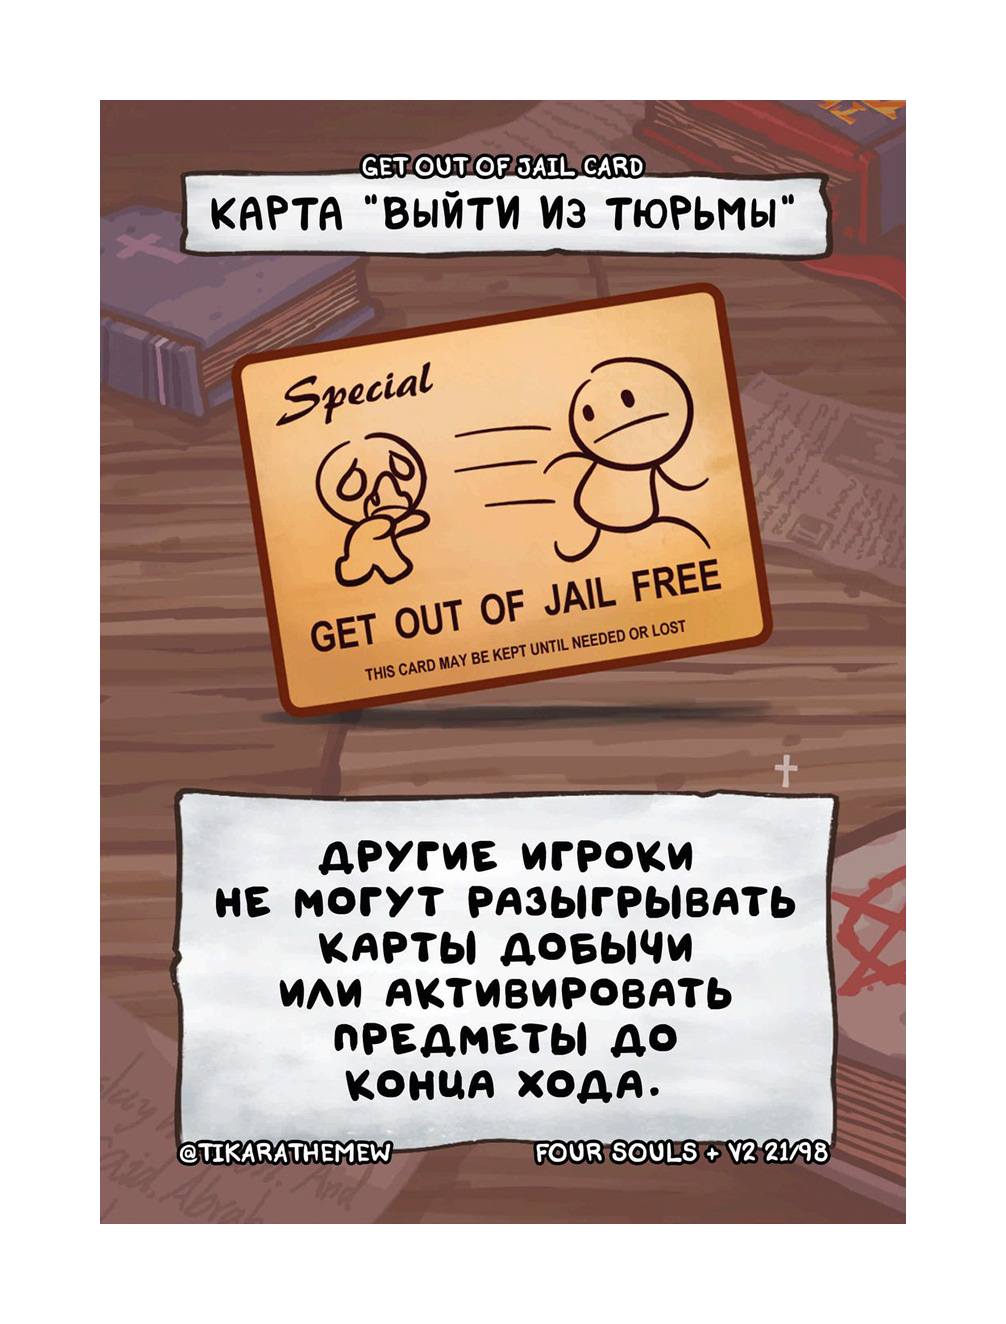 GET OUT OF JAIL CARD
КАРТА "ВЫЙТИ ИЗ ТЮРЬМЫ"
Special
GET OUT OF JAIL FREE
THIS CARD MAY BE KEPT UNTIL NEEDED OR LOST
ДРУГИЕ ИГРОКИ
НЕ МОГУТ РАЗЫГРЫВАТЬ
КАРТЫ ДОБЫЧИ
ИЛИ АКТИВИРОВАТЬ
ПРЕДМЕТЫ ДО
КОНЦА ХОДА.
@TIKARATHEMEW
FOUR SOULS + V2 21/98